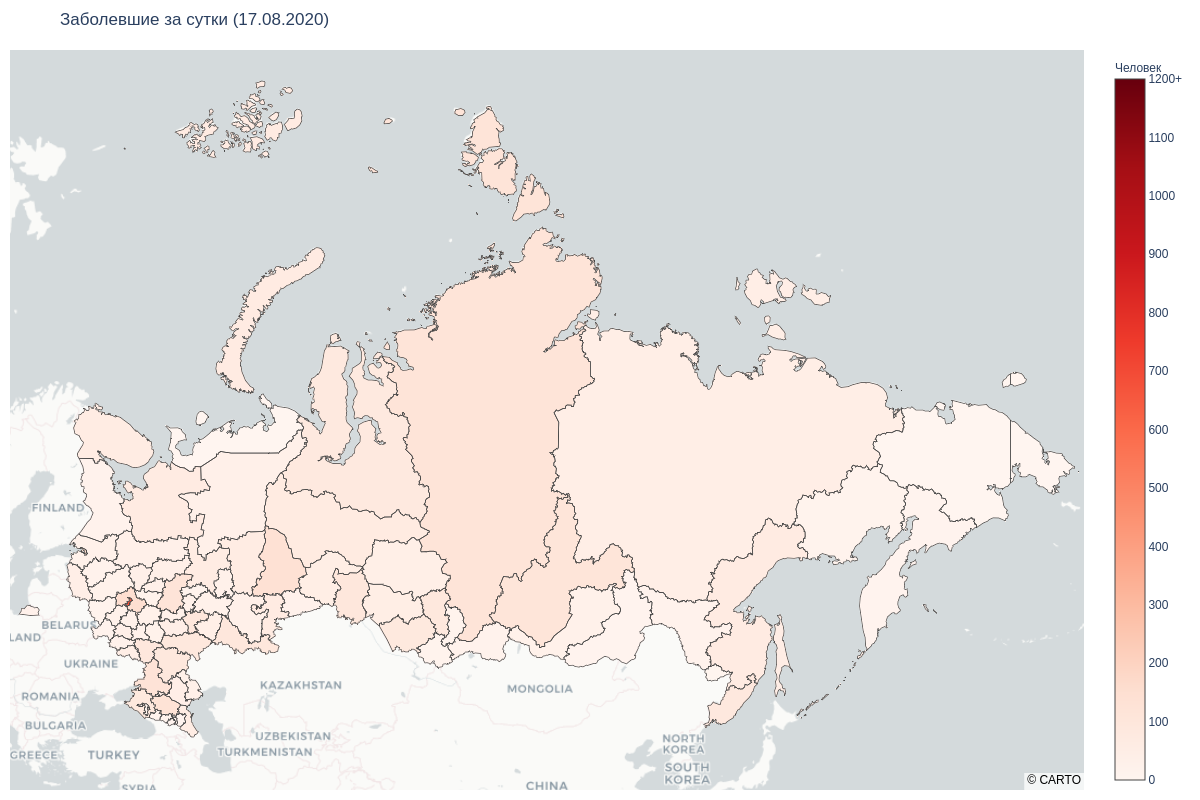 Заболевшие за сутки (17.08.2020)
Человек
1200+
1100
1000
900
800
700
600
500
400
300
200
100
0
FINLAND
BELARUS
LAND
UKRAINE
ROMANIA
BULGARIA
GREECE
TURKEY
SYRIA
KAZAKHSTAN
UZBEKISTAN
TURKMENISTAN
MONGOLIA
CHINA
NORTH
KOREA
SOUTH
KOREA
© CARTO